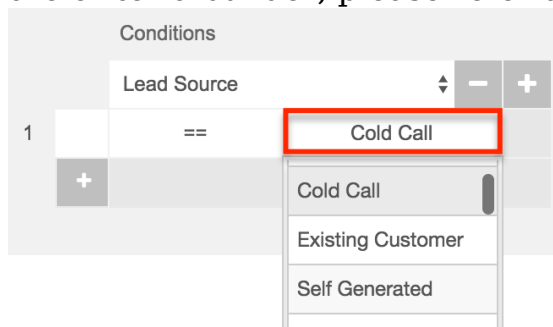 Conditions
Lead Source
1 == Cold Call
Cold Call
Existing Customer
Self Generated